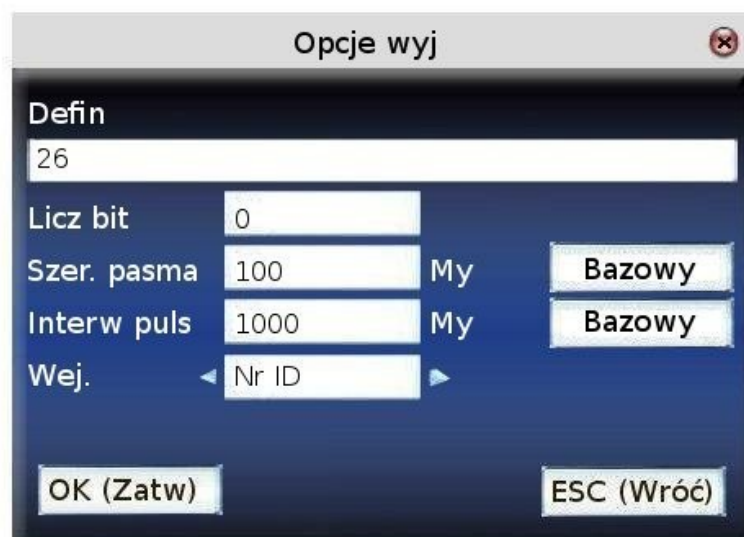 Opcje wyj
Defin
26
Licz bit 0
Szer. pasma 100 My Bazowy
Interw puls 1000 My Bazowy
Wej. Nr ID
OK (Zatw) ESC (Wróć)